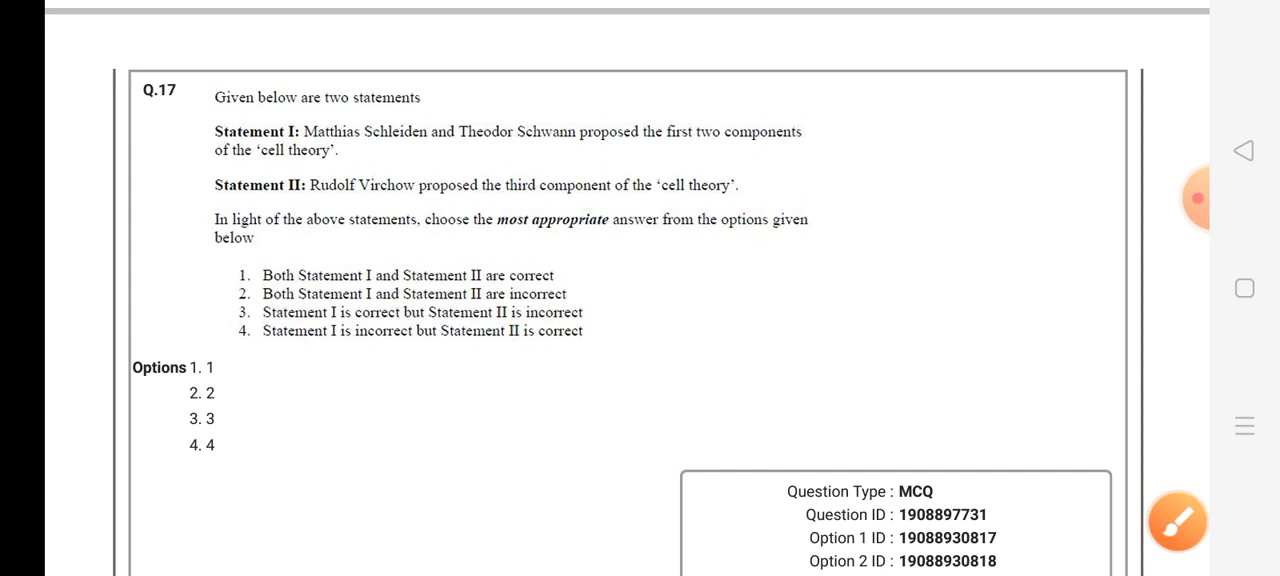 Q.17
Given below are two statements
Statement I: Matthias Schleiden and Theodor Schwann proposed the first two components
of the ‘cell theory’.
Statement II: Rudolf Virchow proposed the third component of the ‘cell theory’.
In light of the above statements, choose the most appropriate answer from the options given
below
1. Both Statement I and Statement II are correct
2. Both Statement I and Statement II are incorrect
3. Statement I is correct but Statement II is incorrect
4. Statement I is incorrect but Statement II is correct
Options 1. 1
2. 2
3. 3
4. 4
Question Type : MCQ
Question ID : 1908897731
Option 1 ID : 19088930817
Option 2 ID : 19088930818